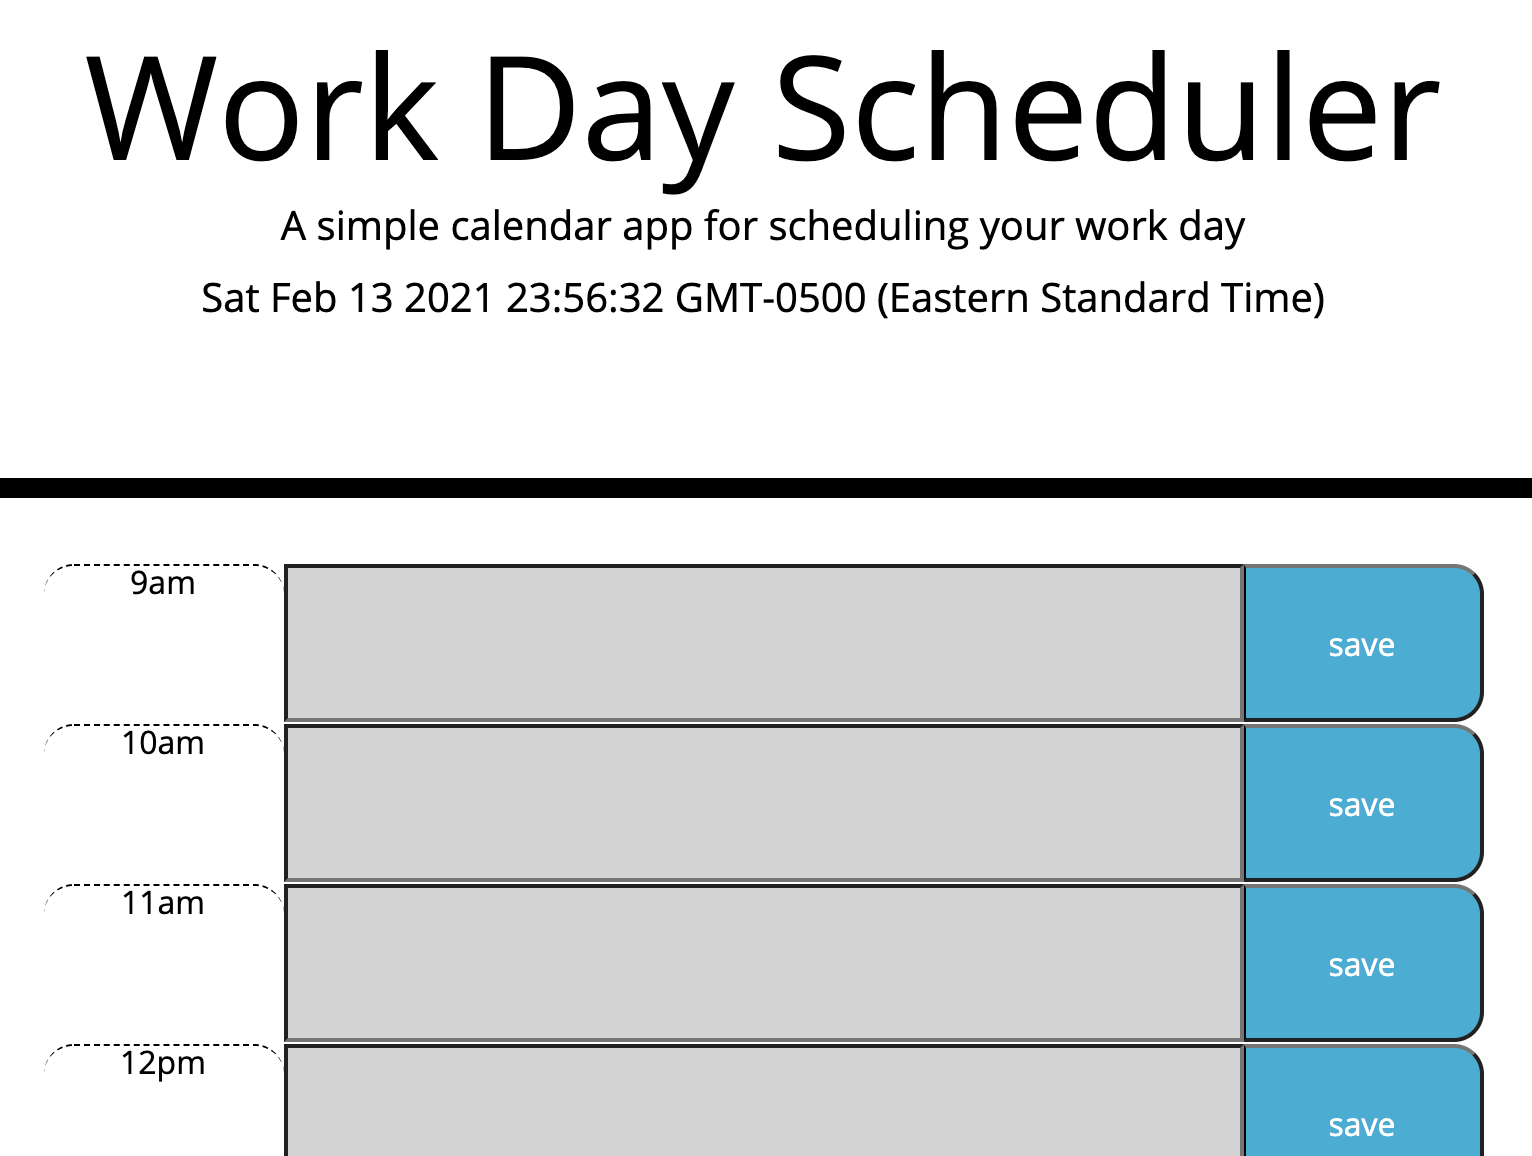 Work Day Scheduler
A simple calendar app for scheduling your work day
Sat Feb 13 2021 23:56:32 GMT-0500 (Eastern Standard Time)
9am
save
10am
save
11am
save
12pm
save